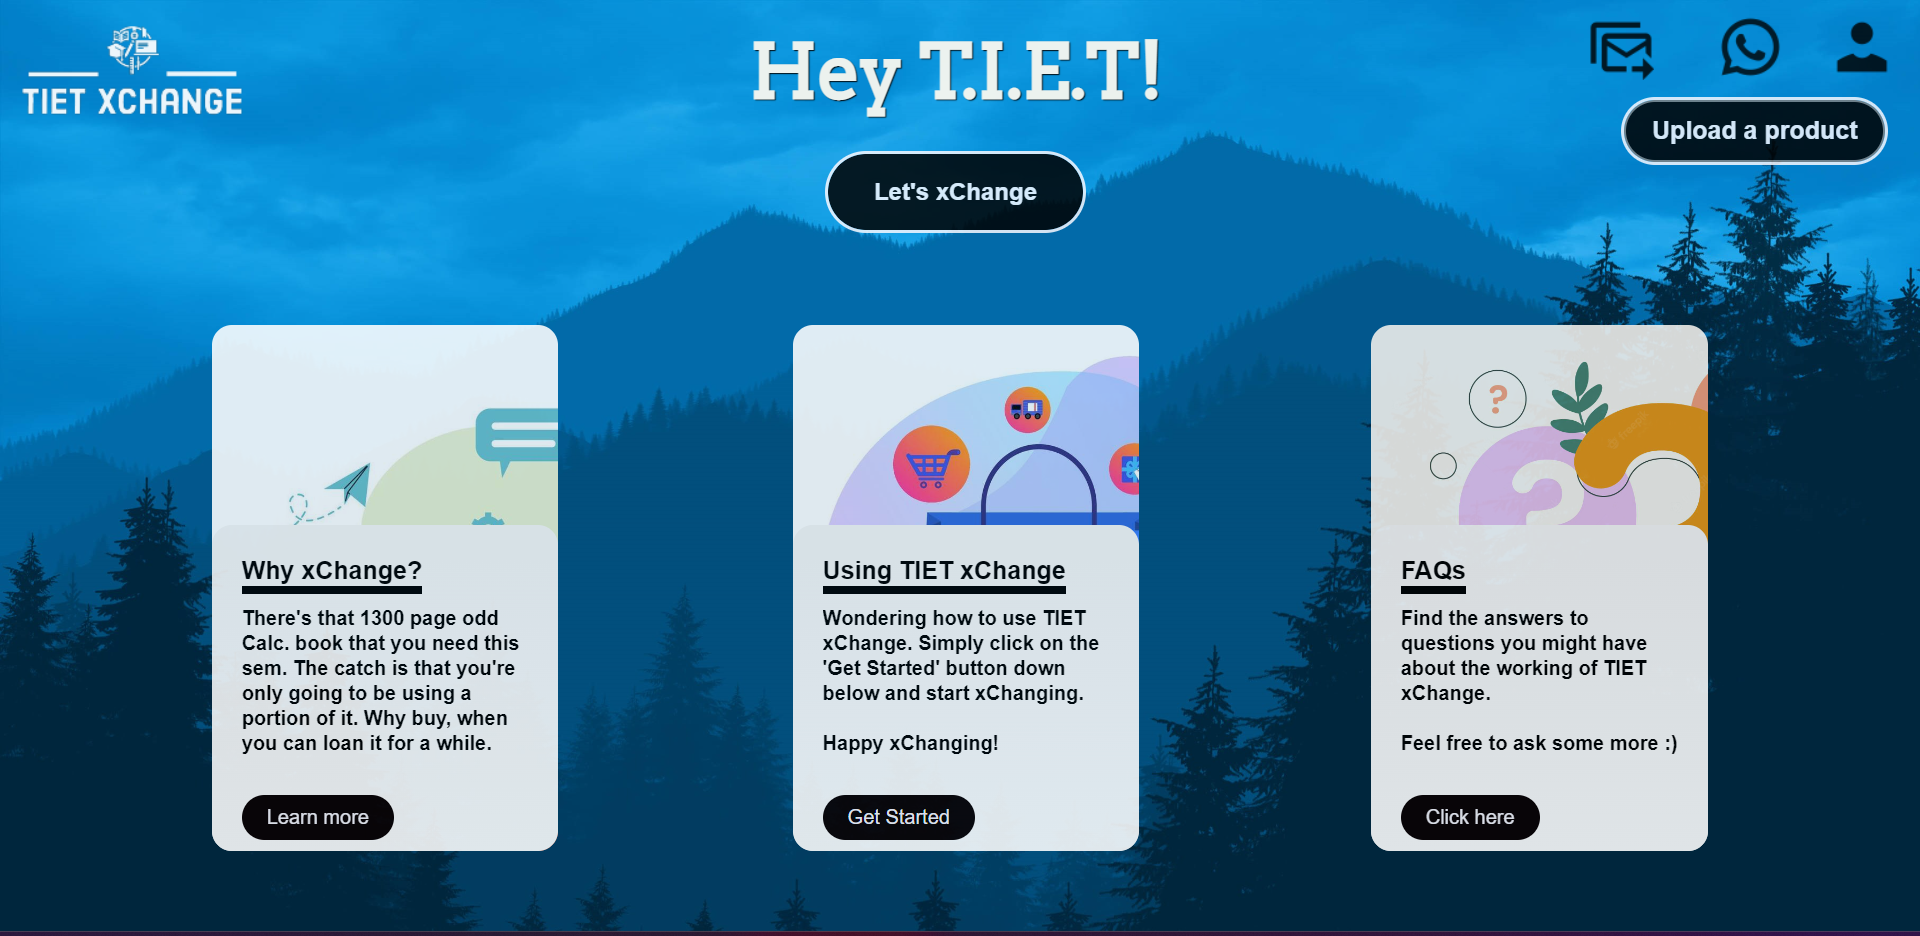 TIET XCHANGE
Hey T.I.E.T!
Upload a product
Let's xChange
Why xChange?
There's that 1300 page odd
Calc. book that you need this
sem. The catch is that you're
only going to be using a
portion of it. Why buy, when
you can loan it for a while.
Learn more
Using TIET xChange
Wondering how to use TIET
xChange. Simply click on the
'Get Started' button down
below and start xChanging.
Happy xChanging!
Get Started
?
?
FAQs
Find the answers to
questions you might have
about the working of TIET
xChange.
Feel free to ask some more :)
Click here